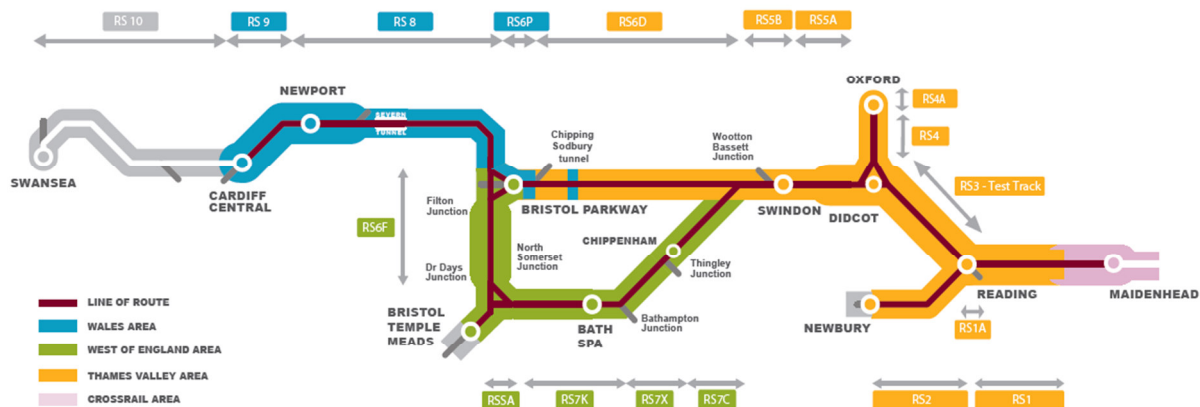 RS 10
RS 9
RS 8
RS6P
RS6D
RS5B
RS5A
OXFORD
RS4A
RS4
NEWPORT
SEVERN
TUNNEL
Chipping
Sodbury
tunnel
Wootton
Bassett
Junction
RS3 - Test Track
SWANSEA
CARDIFF
CENTRAL
Filton
Junction
BRISTOL PARKWAY
SWINDON
DIDCOT
RS6F
CHIPPENHAM
North
Somerset
Junction
Dr Days
Junction
Thingley
Junction
READING
MAIDENHEAD
LINE OF ROUTE
WALES AREA
WEST OF ENGLAND AREA
THAMES VALLEY AREA
CROSSRAIL AREA
BRISTOL
TEMPLE
MEADS
BATH
SPA
Bathampton
Junction
NEWBURY
RS1A
RS5A
RS7K
RS7X
RS7C
RS2
RS1